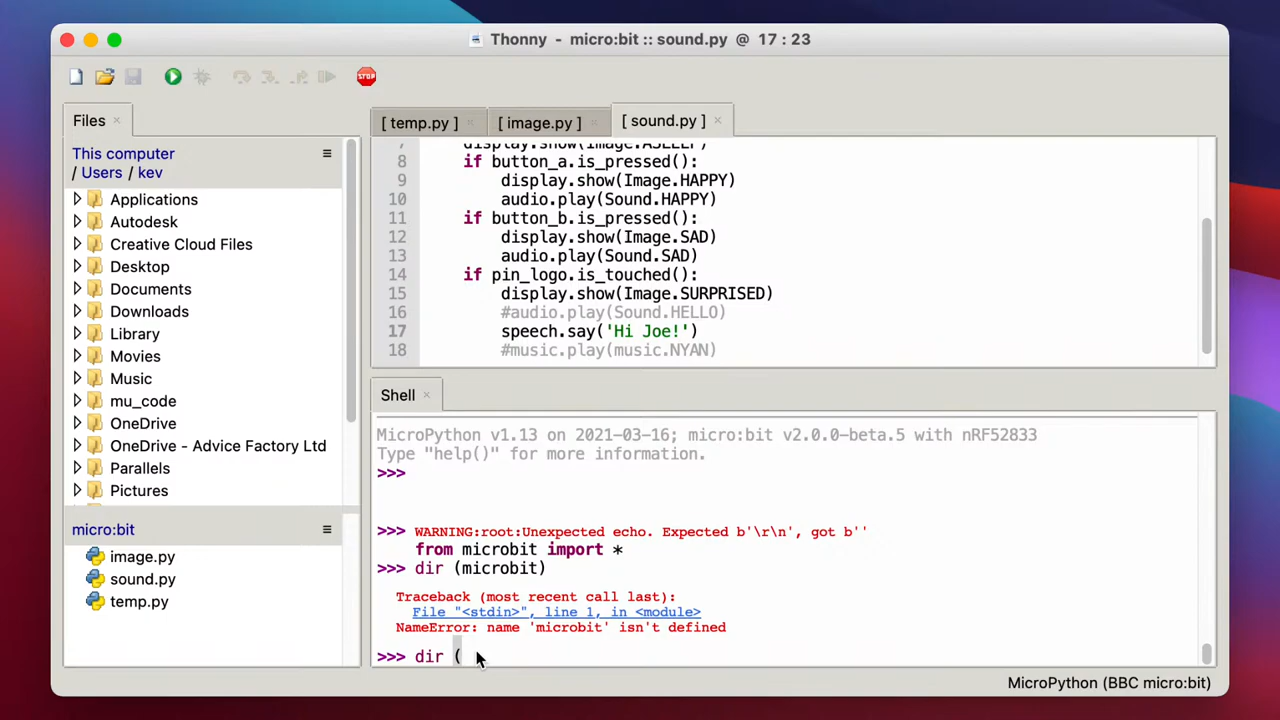 Thonny - micro:bit :: sound.py @ 17 : 23
STOP
Files ×
This computer
/ Users / kev
Applications
Autodesk
Creative Cloud Files
Desktop
Documents
Downloads
Library
Movies
Music
mu_code
OneDrive
OneDrive - Advice Factory Ltd
Parallels
Pictures
micro:bit
image.py
sound.py
temp.py
[ temp.py ] × [ image.py ] × [ sound.py ] ×
7 display.show(Image.ASLEEP)
8 if button_a.is_pressed():
9 display.show(Image.HAPPY)
10 audio.play(Sound.HAPPY)
11 if button_b.is_pressed():
12 display.show(Image.SAD)
13 audio.play(Sound.SAD)
14 if pin_logo.is_touched():
15 display.show(Image.SURPRISED)
16 #audio.play(Sound.HELLO)
17 speech.say('Hi Joe!')
18 #music.play(music.NYAN)
Shell ×
MicroPython v1.13 on 2021-03-16; micro:bit v2.0.0-beta.5 with nRF52833
Type "help()" for more information.
>>>
>>> WARNING:root:Unexpected echo. Expected b'\r\n', got b''
from microbit import *
>>> dir (microbit)
Traceback (most recent call last):
File "<stdin>", line 1, in <module>
NameError: name 'microbit' isn't defined
>>> dir (
MicroPython (BBC micro:bit)